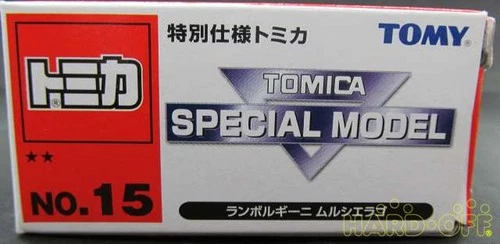 特別仕様トミカ
TOMY
トミカ
TOMICA
SPECIAL MODEL
★★
NO.15
ランボルギーニ ムルシエラゴ
HARD-OFF